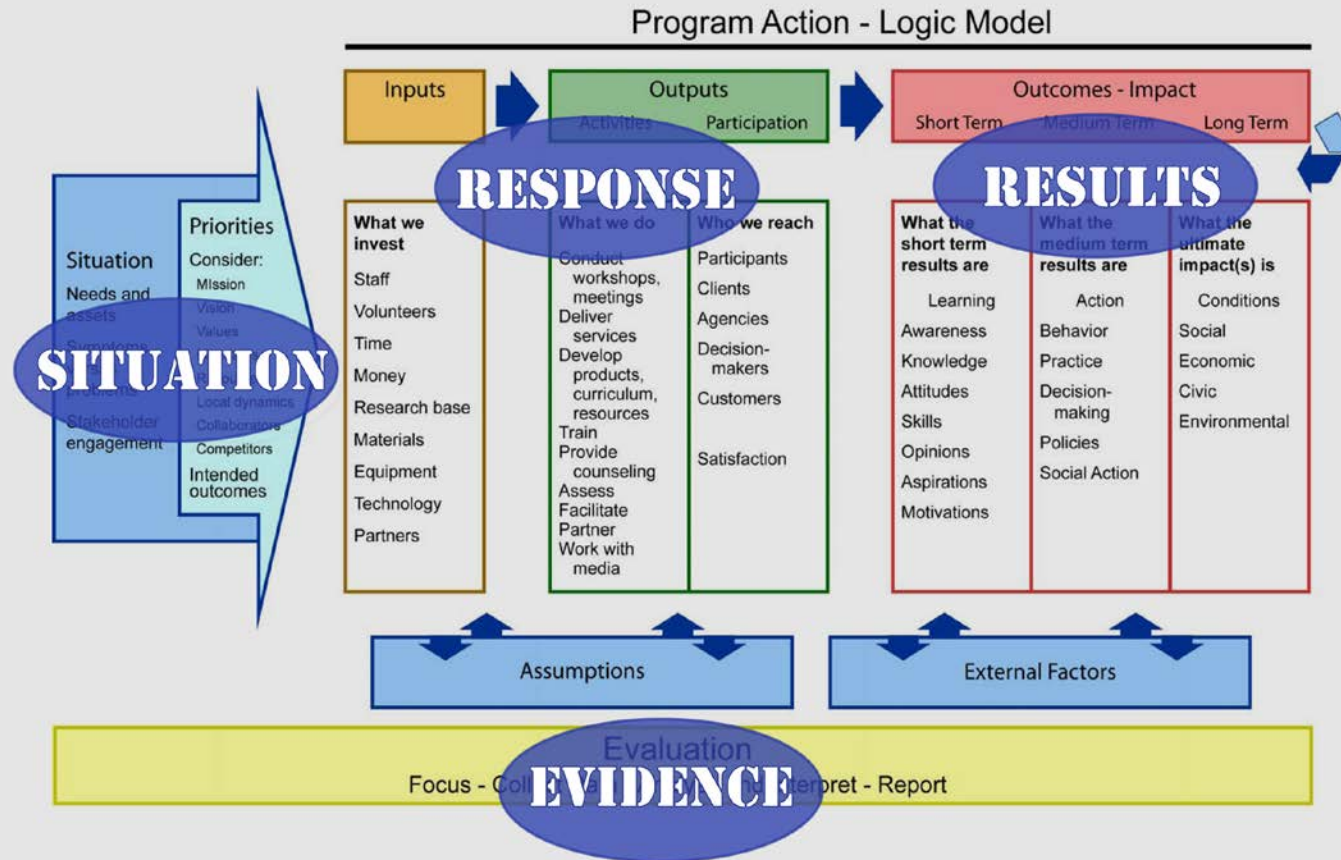 Program Action - Logic Model
Inputs
Outputs
Activities
Participation
Outcomes - Impact
Short Term
Medium Term
Long Term
RESPONSE
RESULTS
Situation
Needs and
assets
Symptoms
problems
Stakeholder
engagement
Priorities
Consider:
MIssion
Vision
Values
Local dynamics
Collaborators
Competitors
Intended
outcomes
SITUATION
What we
invest
Staff
Volunteers
Time
Money
Research base
Materials
Equipment
Technology
Partners
What we do
Conduct
workshops,
meetings
Deliver
services
Develop
products,
curriculum,
resources
Train
Provide
counseling
Assess
Facilitate
Partner
Work with
media
Who we reach
Participants
Clients
Agencies
Decision-
makers
Customers
Satisfaction
What the
short term
results are
Learning
Awareness
Knowledge
Attitudes
Skills
Opinions
Aspirations
Motivations
What the
medium term
results are
Action
Behavior
Practice
Decision-
making
Policies
Social Action
What the
ultimate
impact(s) is
Conditions
Social
Economic
Civic
Environmental
Assumptions
External Factors
Evaluation
Focus - Interpret - Report
EVIDENCE